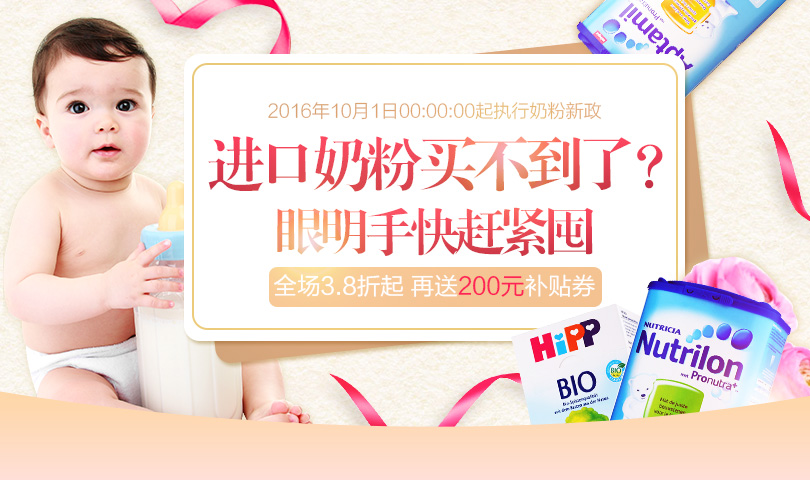 Aptamil
2016年10月1日00:00:00起执行奶粉新政
进口奶粉买不到了？
眼明手快赶紧囤
全场3.8折起 再送200元补贴券
HiPP
BIO
BIO
NUTRICIA
Nutrilon
met Pronutra+